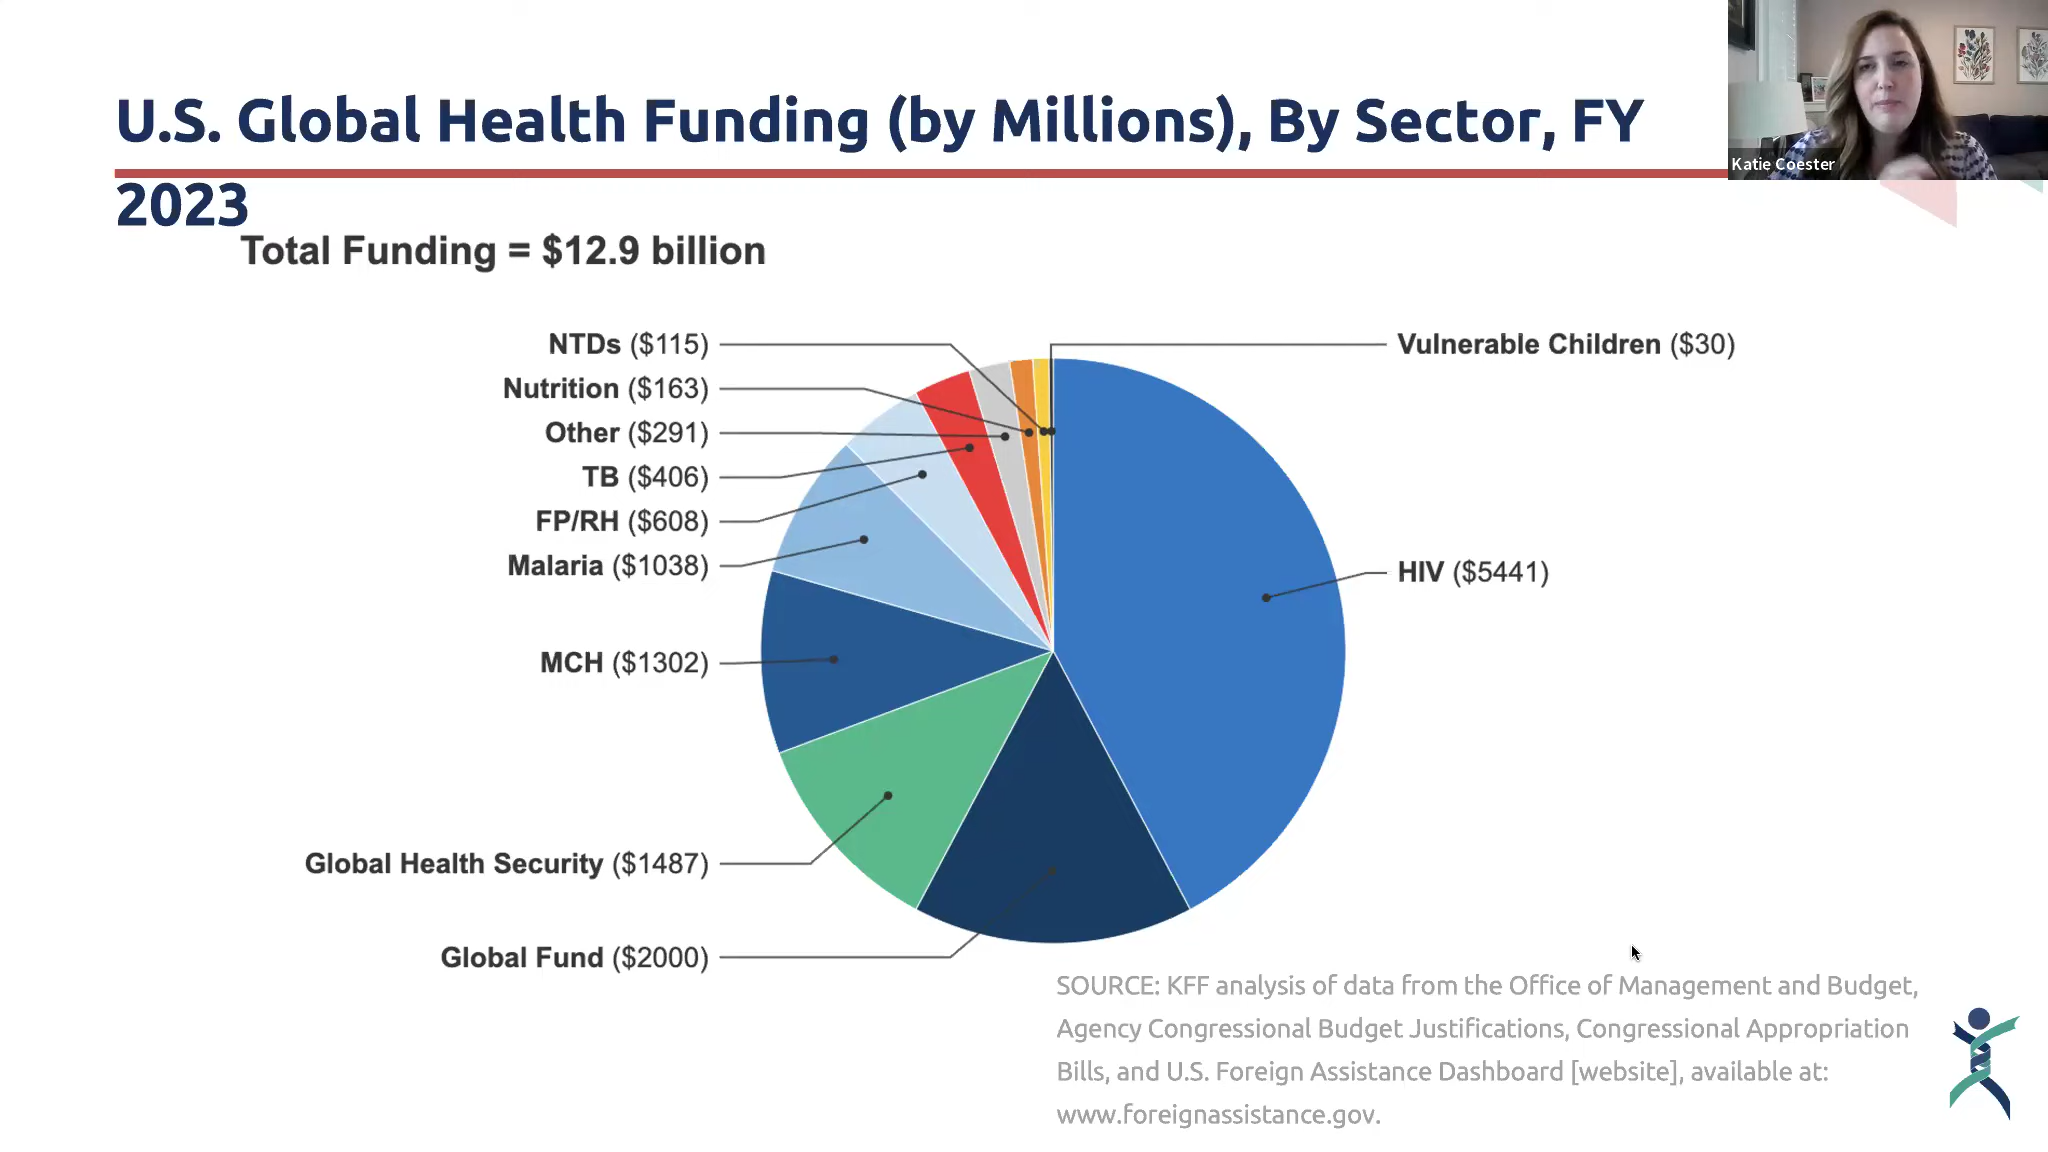 U.S. Global Health Funding (by Millions), By Sector, FY
2023
Katie Coester
Total Funding = $12.9 billion
NTDs ($115)
Vulnerable Children ($30)
Nutrition ($163)
Other ($291)
TB ($406)
FP/RH ($608)
Malaria ($1038)
HIV ($5441)
MCH ($1302)
Global Health Security ($1487)
Global Fund ($2000)
SOURCE: KFF analysis of data from the Office of Management and Budget,
Agency Congressional Budget Justifications, Congressional Appropriation
Bills, and U.S. Foreign Assistance Dashboard [website], available at:
www.foreignassistance.gov.